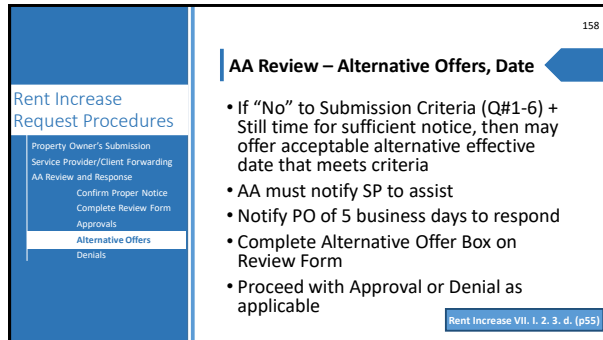 158
AA Review – Alternative Offers, Date
Rent Increase
Request Procedures
Property Owner's Submission
Service Provider/Client Forwarding
AA Review and Response
Confirm Proper Notice
Complete Review Form
Approvals
Alternative Offers
Denials
• If “No” to Submission Criteria (Q#1-6) +
Still time for sufficient notice, then may
offer acceptable alternative effective
date that meets criteria
• AA must notify SP to assist
• Notify PO of 5 business days to respond
• Complete Alternative Offer Box on
Review Form
• Proceed with Approval or Denial as
applicable
Rent Increase VII. I. 2. 3. d. (p55)